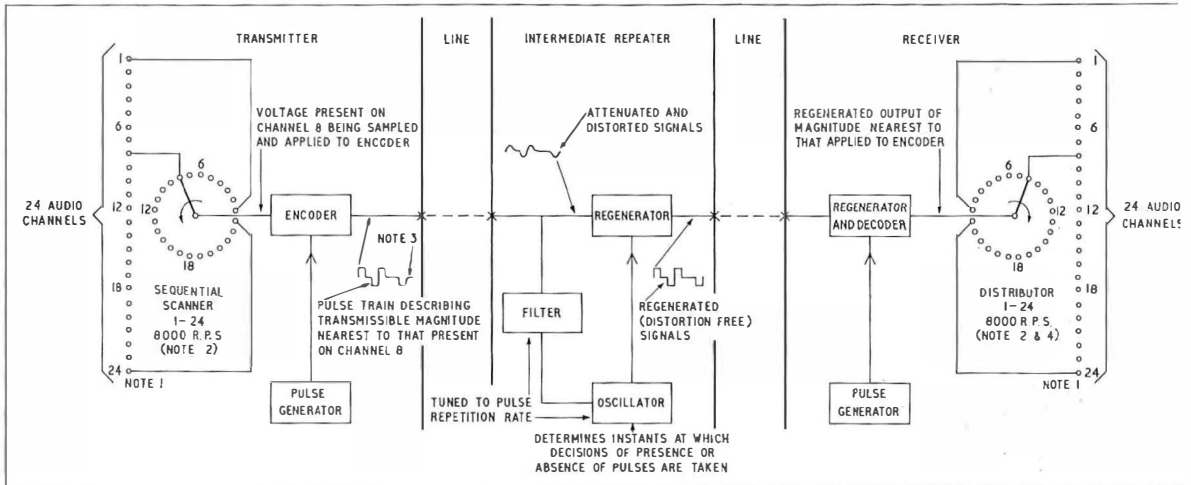 TRANSMITTER
LINE
INTERMEDIATE REPEATER
LINE
RECEIVER
24 AUDIO
CHANNELS
1
6
12
18
24
NOTE 1
6
12
18
SEQUENTIAL
SCANNER
1-24
8000 R.P.S
(NOTE 2)
VOLTAGE PRESENT ON
CHANNEL 8 BEING SAMPLED
AND APPLIED TO ENCODER
ENCODER
NOTE 3
PULSE TRAIN DESCRIBING
TRANSMISSIBLE MAGNITUDE
NEAREST TO THAT PRESENT
ON CHANNEL 8
PULSE
GENERATOR
ATTENUATED AND
DISTORTED SIGNALS
REGENERATOR
FILTER
REGENERATED
(DISTORTION FREE)
SIGNALS
TUNED TO PULSE
REPETITION RATE
OSCILLATOR
DETERMINES INSTANTS AT WHICH
DECISIONS OF PRESENCE OR
ABSENCE OF PULSES ARE TAKEN
REGENERATED OUTPUT OF
MAGNITUDE NEAREST TO
THAT APPLIED TO ENCODER
REGENERATOR
AND DECODER
PULSE
GENERATOR
6
12
18
DISTRIBUTOR
1-24
8000 R.P.S.
(NOTE 2 & 4)
1
6
12
18
24
NOTE 1
24 AUDIO
CHANNELS